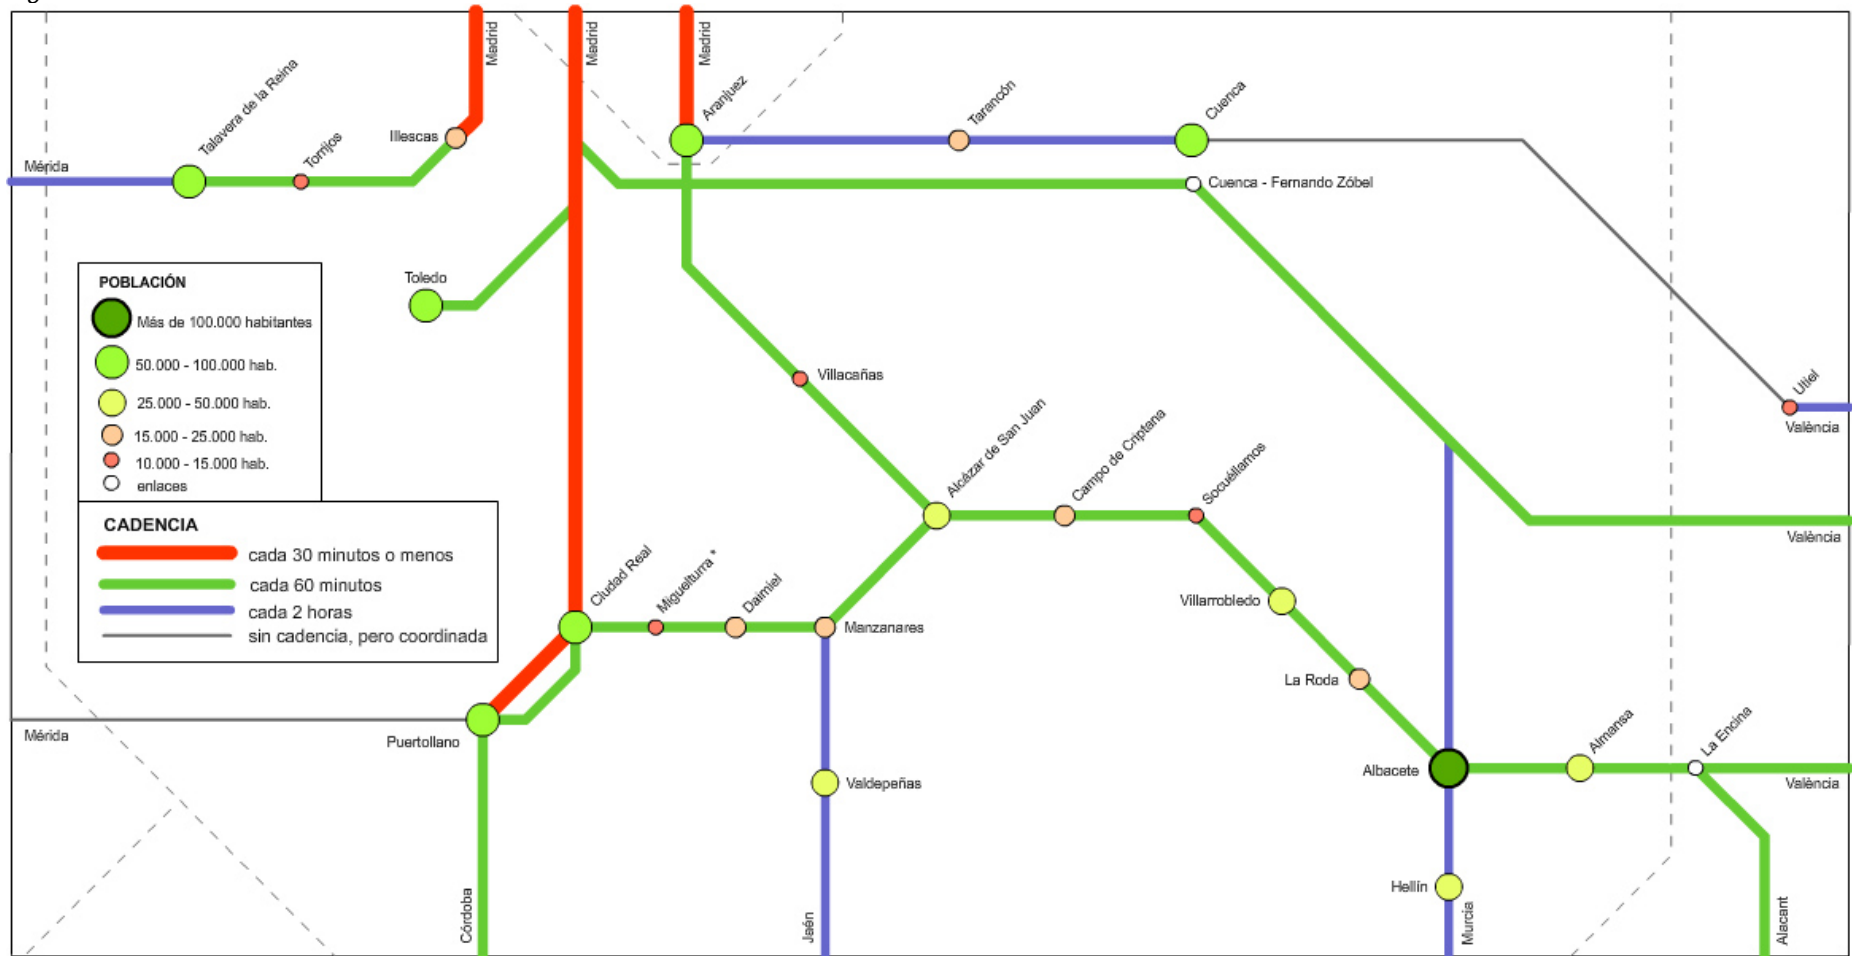 Madrid
Madrid
Madrid
Talavera de la Reina
Torrijos
Illescas
Aranjuez
Tarancón
Cuenca
Mérida
Cuenca - Fernando Zóbel
Toledo
POBLACIÓN
Más de 100.000 habitantes
50.000 - 100.000 hab.
25.000 - 50.000 hab.
15.000 - 25.000 hab.
10.000 - 15.000 hab.
enlaces
CADENCIA
cada 30 minutos o menos
cada 60 minutos
cada 2 horas
sin cadencia, pero coordinada
Villacañas
Utiel
València
Alcázar de San Juan
Campo de Criptana
Socuéllamos
València
Ciudad Real
Miguelturra *
Daimiel
Manzanares
Villarrobledo
La Roda
Mérida
Puertollano
Valdepeñas
Albacete
Almansa
La Encina
València
Hellín
Córdoba
Jaén
Murcia
Alacant